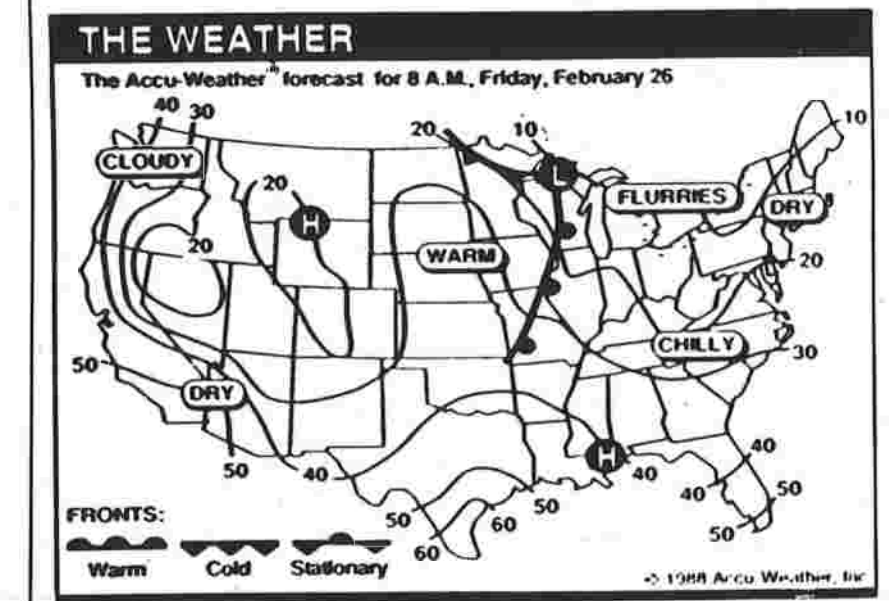 THE WEATHER
The Accu-Weather™ forecast for 8 A.M., Friday, February 26
40 30
20 10
10
CLOUDY
20
L
FLURRIES
H
DRY
20
WARM
20
50
CHILLY
30
DRY
H
50
40
40
40
40
50
50
50
60
50
60
FRONTS:
Warm Cold Stationary
© 1988 Accu Weather, Inc